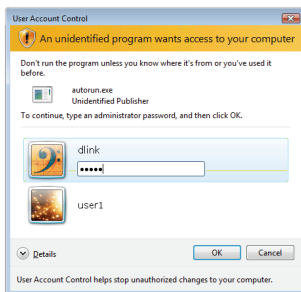 User Account Control
An unidentified program wants access to your computer
Don't run the program unless you know where it's from or you've used it
before.
autorun.exe
Unidentified Publisher
To continue, type an administrator password, and then click OK.
dlink
•••••
user1
Details
OK Cancel
User Account Control helps stop unauthorized changes to your computer.